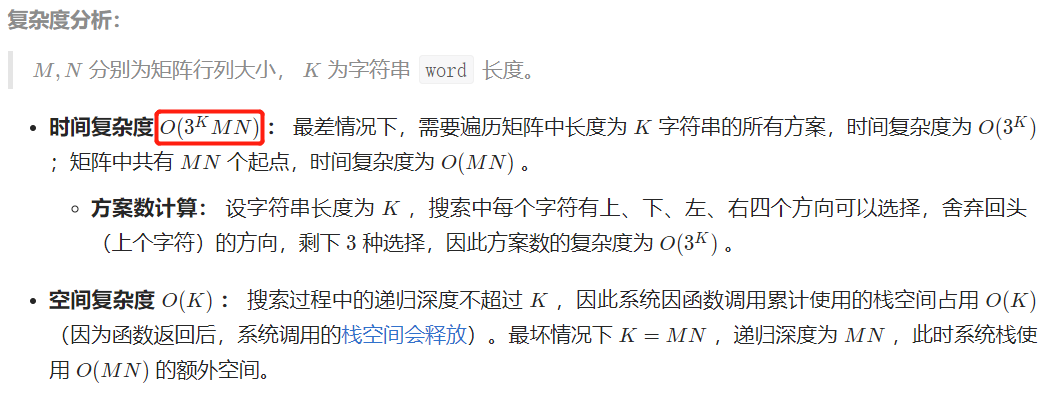 复杂度分析：
M, N 分别为矩阵行列大小， K 为字符串 word 长度。
• 时间复杂度 O(3^K MN) ： 最差情况下，需要遍历矩阵中长度为 K 字符串的所有方案，时间复杂度为 O(3^K)
；矩阵中共有 MN 个起点，时间复杂度为 O(MN) 。
◦ 方案数计算： 设字符串长度为 K ，搜索中每个字符有上、下、左、右四个方向可以选择，舍弃回头
（上个字符）的方向，剩下 3 种选择，因此方案数的复杂度为 O(3^K) 。
• 空间复杂度 O(K) ： 搜索过程中的递归深度不超过 K ，因此系统因函数调用累计使用的栈空间占用 O(K)
（因为函数返回后，系统调用的栈空间会释放）。最坏情况下 K = MN ，递归深度为 MN ，此时系统栈使
用 O(MN) 的额外空间。